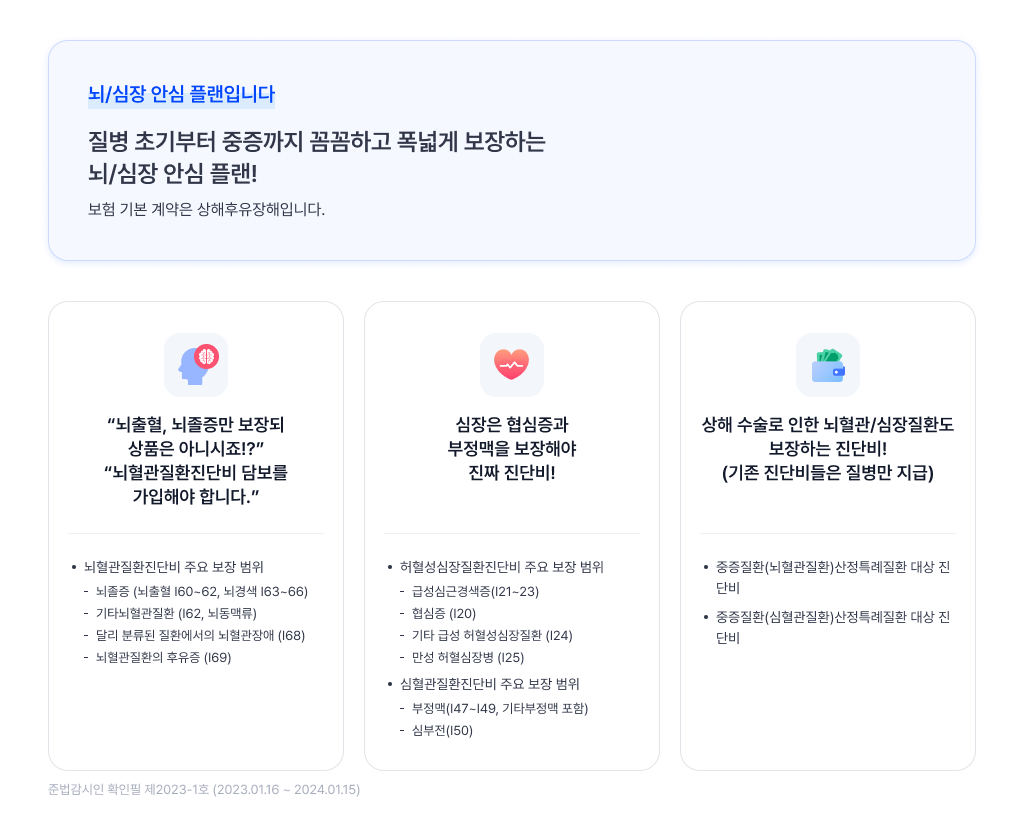 뇌/심장 안심 플랜입니다
질병 초기부터 중증까지 꼼꼼하고 폭넓게 보장하는
뇌/심장 안심 플랜!
보험 기본 계약은 상해후유장해입니다.
“뇌출혈, 뇌졸증만 보장되
상품은 아니시죠!?”
“뇌혈관질환진단비 담보를
가입해야 합니다.”
• 뇌혈관질환진단비 주요 보장 범위
- 뇌졸증 (뇌출혈 I60~62, 뇌경색 I63~66)
- 기타뇌혈관질환 (I62, 뇌동맥류)
- 달리 분류된 질환에서의 뇌혈관장애 (I68)
- 뇌혈관질환의 후유증 (I69)
심장은 협심증과
부정맥을 보장해야
진짜 진단비!
• 허혈성심장질환진단비 주요 보장 범위
- 급성심근경색증(I21~23)
- 협심증 (I20)
- 기타 급성 허혈성심장질환 (I24)
- 만성 허혈심장병 (I25)
• 심혈관질환진단비 주요 보장 범위
- 부정맥(I47~I49, 기타부정맥 포함)
- 심부전(I50)
상해 수술로 인한 뇌혈관/심장질환도
보장하는 진단비!
(기존 진단비들은 질병만 지급)
• 중증질환(뇌혈관질환)산정특례질환 대상 진
단비
• 중증질환(심혈관질환)산정특례질환 대상 진
단비
준법감시인 확인필 제2023-1호 (2023.01.16 ~ 2024.01.15)